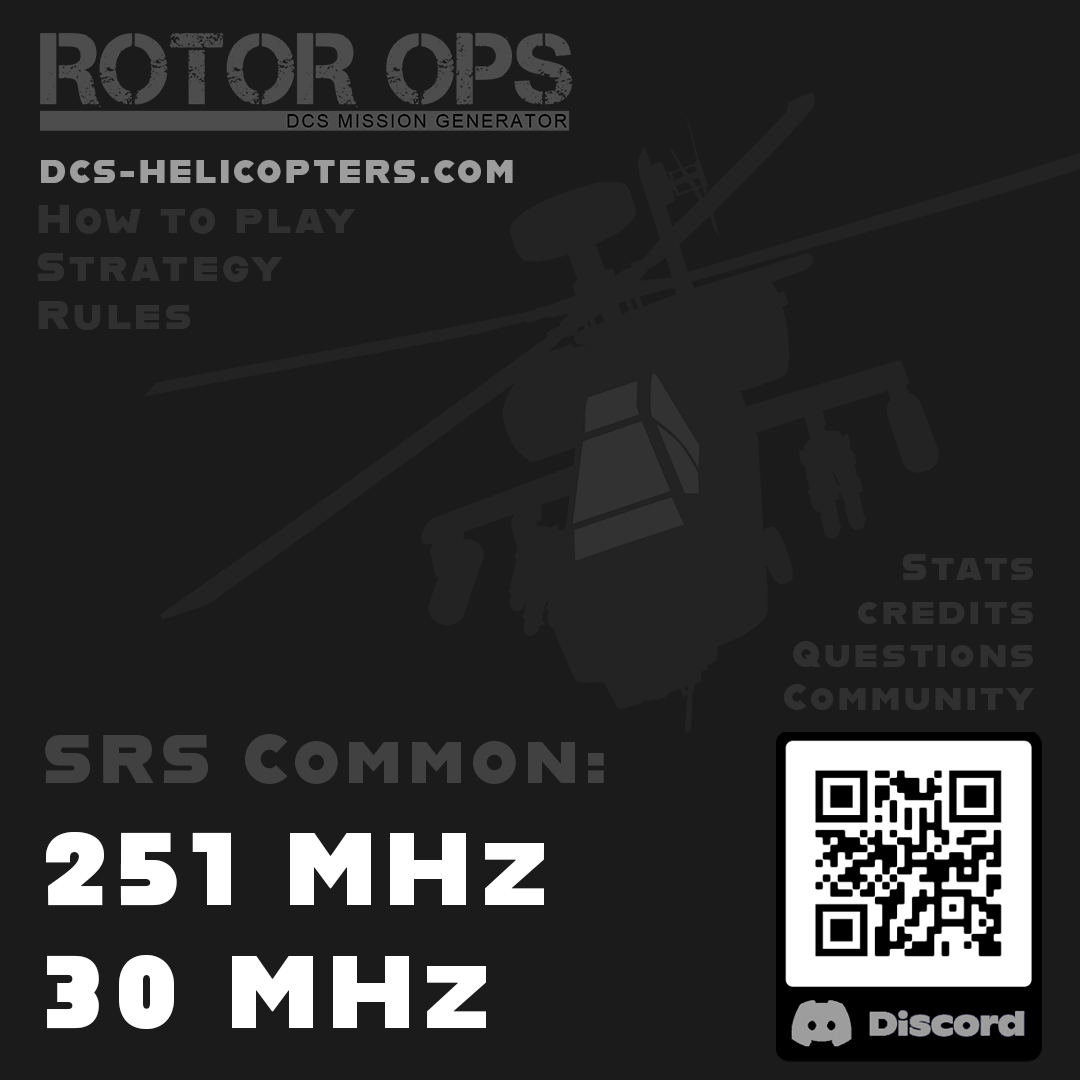 ROTOR OPS
DCS MISSION GENERATOR
DCS-HELICOPTERS.COM
HOW TO PLAY
STRATEGY
RULES
STATS
CREDITS
QUESTIONS
COMMUNITY
SRS COMMON:
251 MHZ
30 MHZ
Discord